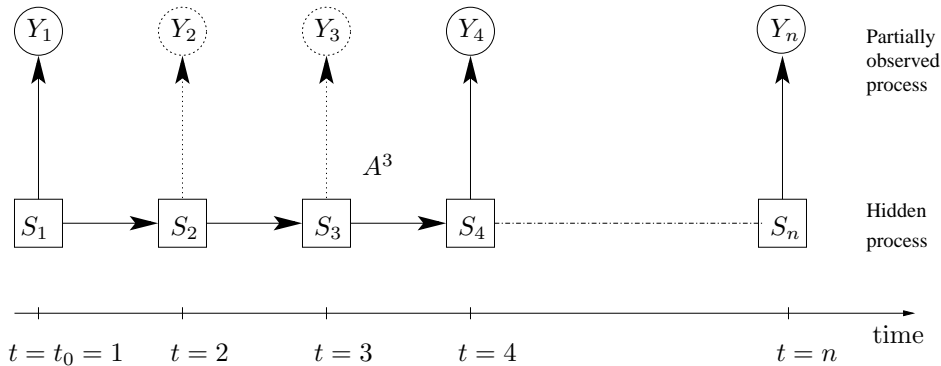 Y₁ Y₂ Y₃ Y₄ Yₙ
Partially
observed
process
A³
S₁ S₂ S₃ S₄ Sₙ
Hidden
process
time
t = t₀ = 1 t = 2 t = 3 t = 4 t = n